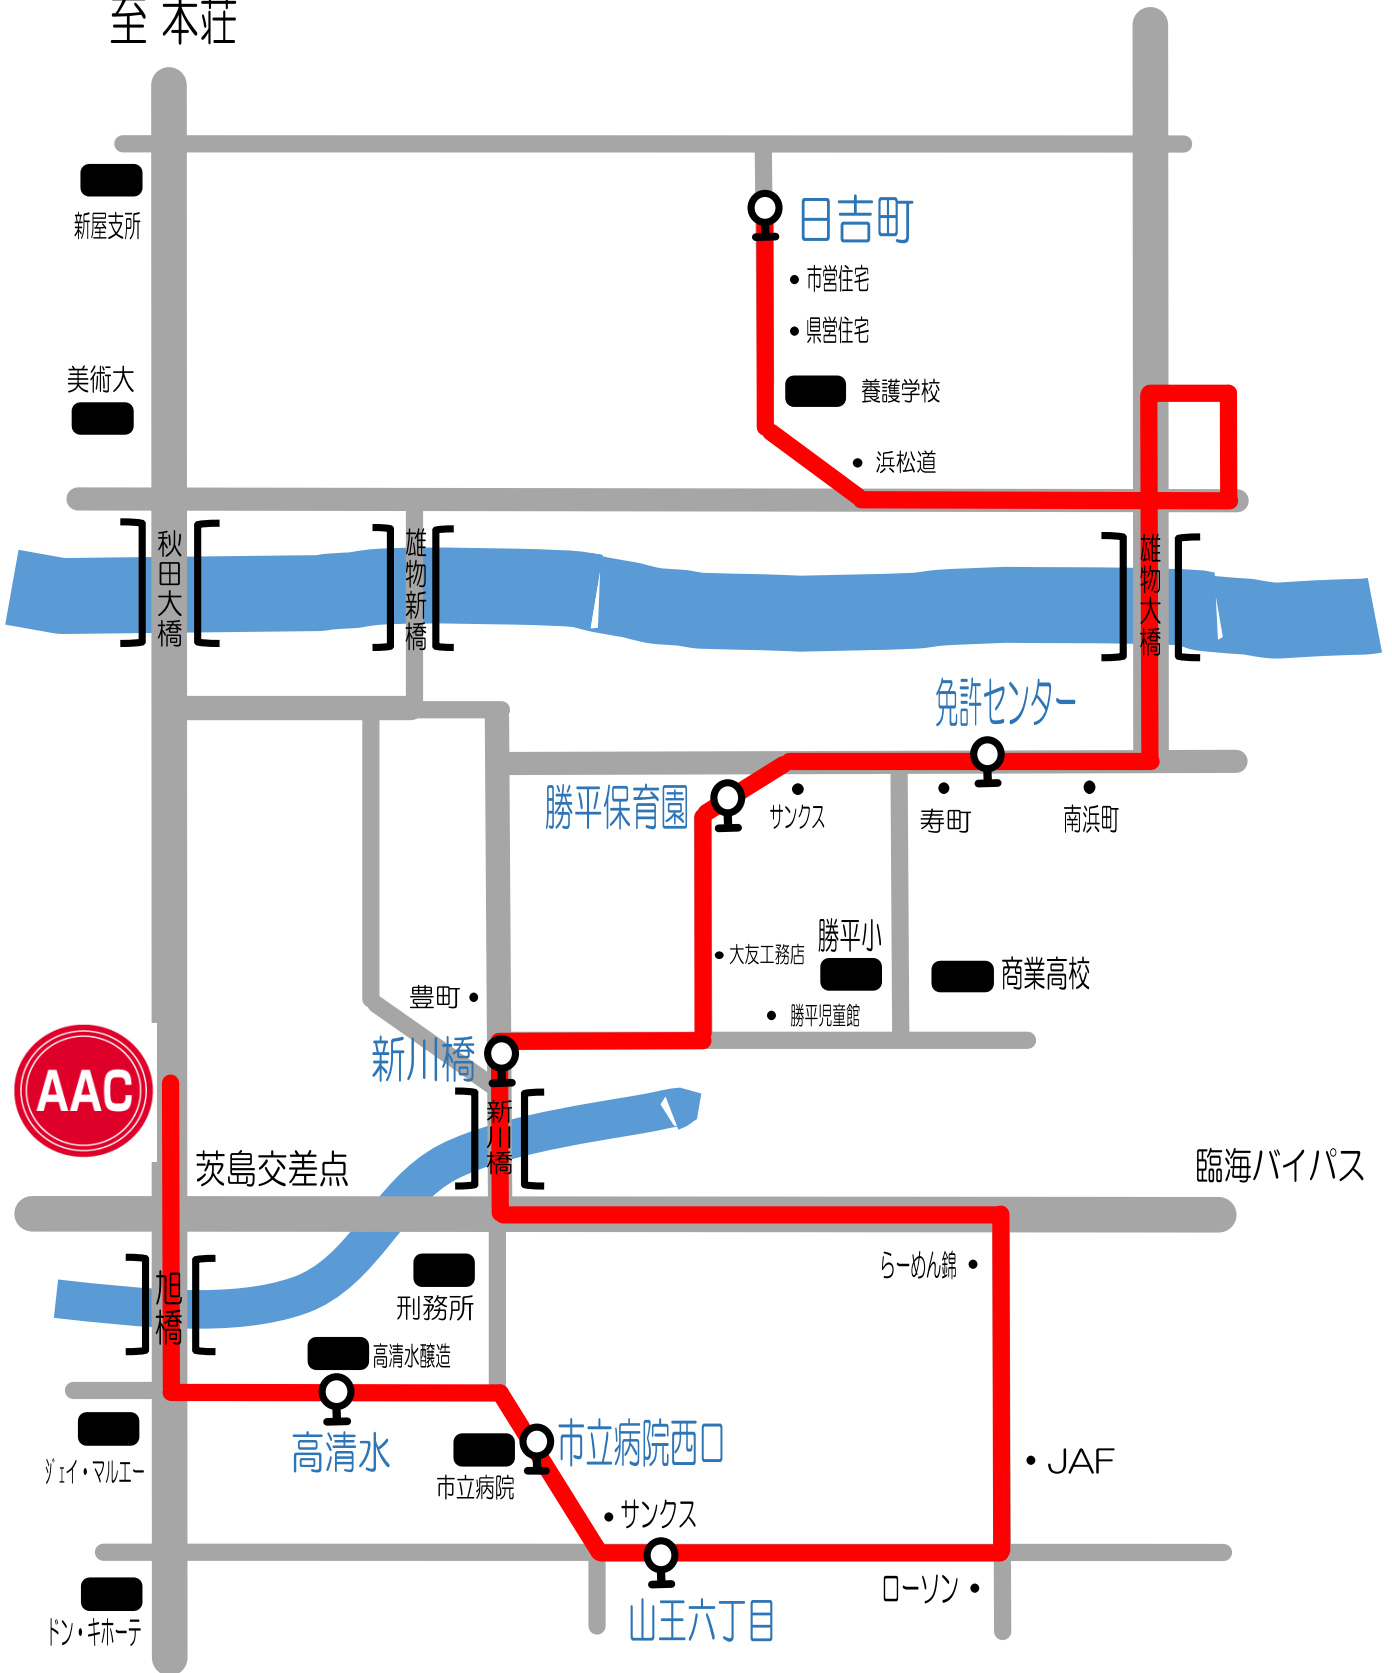 至 本荘
新屋支所
日吉町
市営住宅
県営住宅
美術大
養護学校
浜松道
秋田大橋
雄物新橋
雄物大橋
免許センター
勝平保育園
サンクス
寿町
南浜町
大友工務店
勝平小
商業高校
豊町
勝平児童館
新川橋
AAC
新川橋
茨島交差点
臨海バイパス
らーめん錦
刑務所
旭橋
高清水醸造
高清水
市立病院西口
ジェイ・マルエー
市立病院
JAF
サンクス
ローソン
ドン・キホーテ
山王六丁目